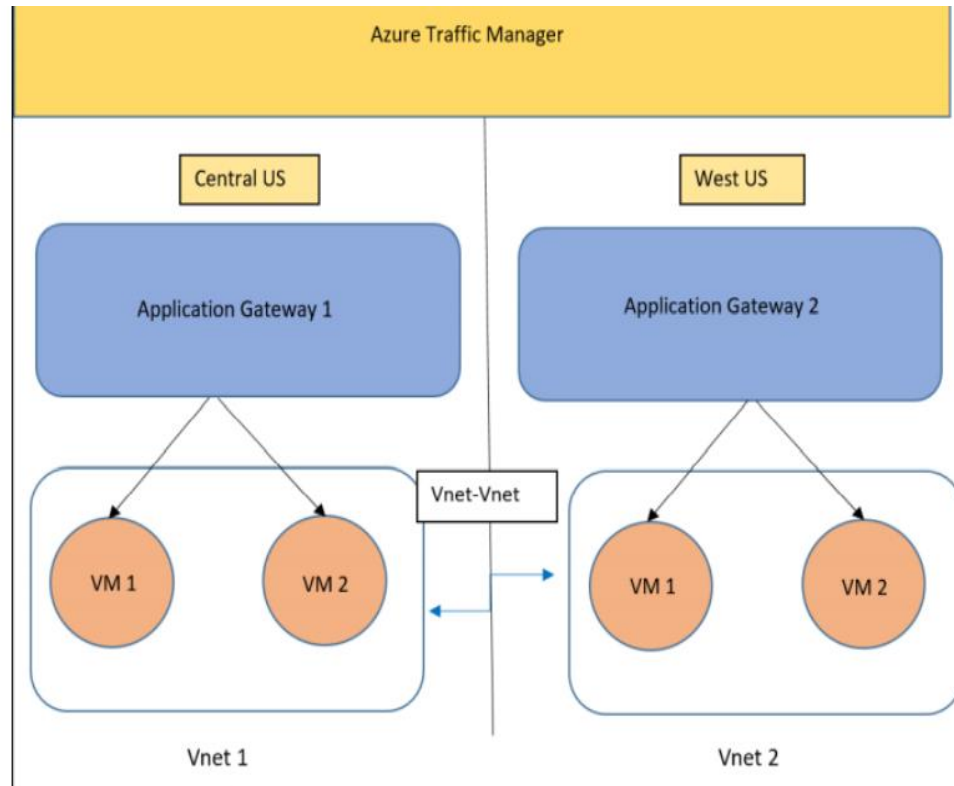 Azure Traffic Manager
Central US
West US
Application Gateway 1
Application Gateway 2
Vnet-Vnet
VM 1
VM 2
VM 1
VM 2
Vnet 1
Vnet 2